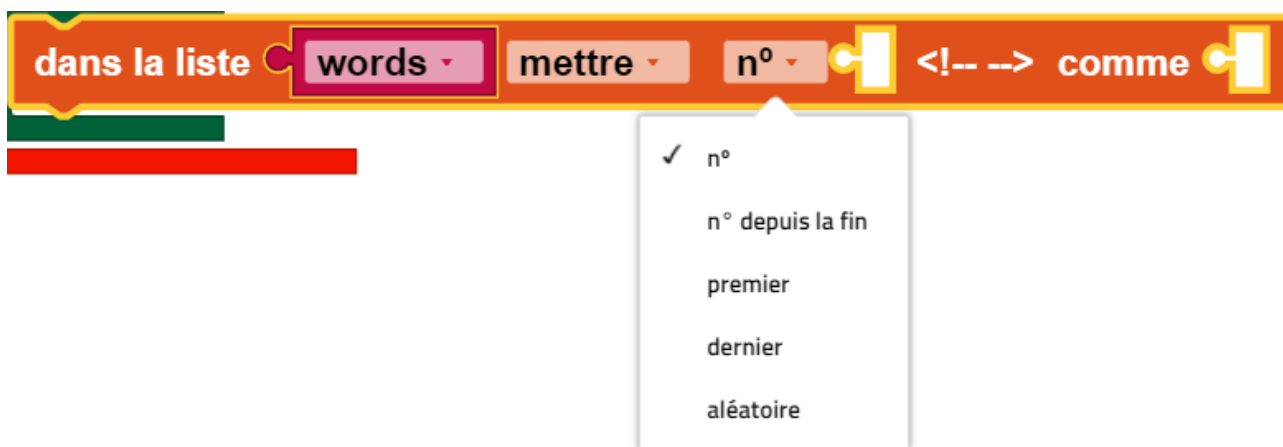 dans la liste words mettre nº <!-- --> comme
✓ nº
n° depuis la fin
premier
dernier
aléatoire